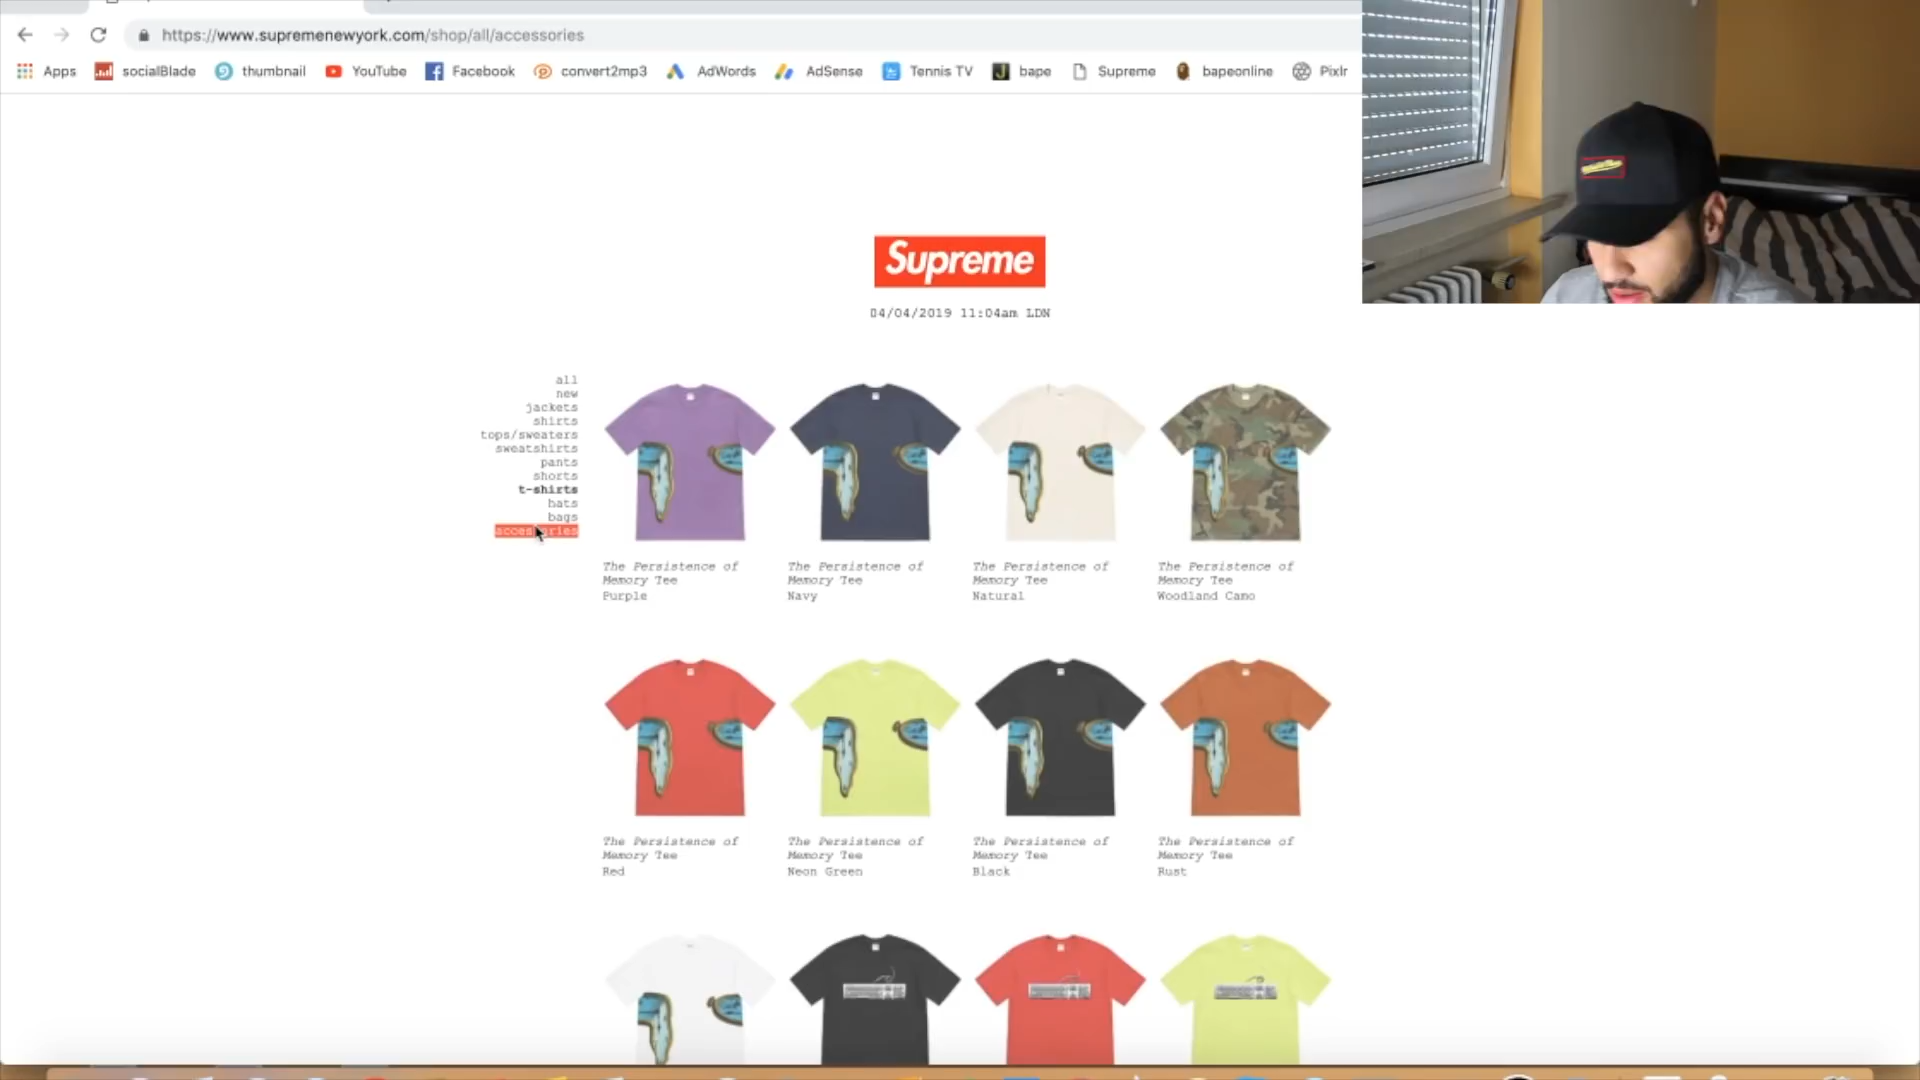 https://www.supremenewyork.com/shop/all/accessories
Apps socialBlade thumbnail YouTube Facebook convert2mp3 AdWords AdSense Tennis TV bape Supreme bapeonline Pixlr
Supreme
04/04/2019 11:04am LDN
all
new
jackets
shirts
tops/sweaters
sweatshirts
pants
shorts
t-shirts
hats
bags
accessories
The Persistence of
Memory Tee
Purple
The Persistence of
Memory Tee
Navy
The Persistence of
Memory Tee
Natural
The Persistence of
Memory Tee
Woodland Camo
The Persistence of
Memory Tee
Red
The Persistence of
Memory Tee
Neon Green
The Persistence of
Memory Tee
Black
The Persistence of
Memory Tee
Rust